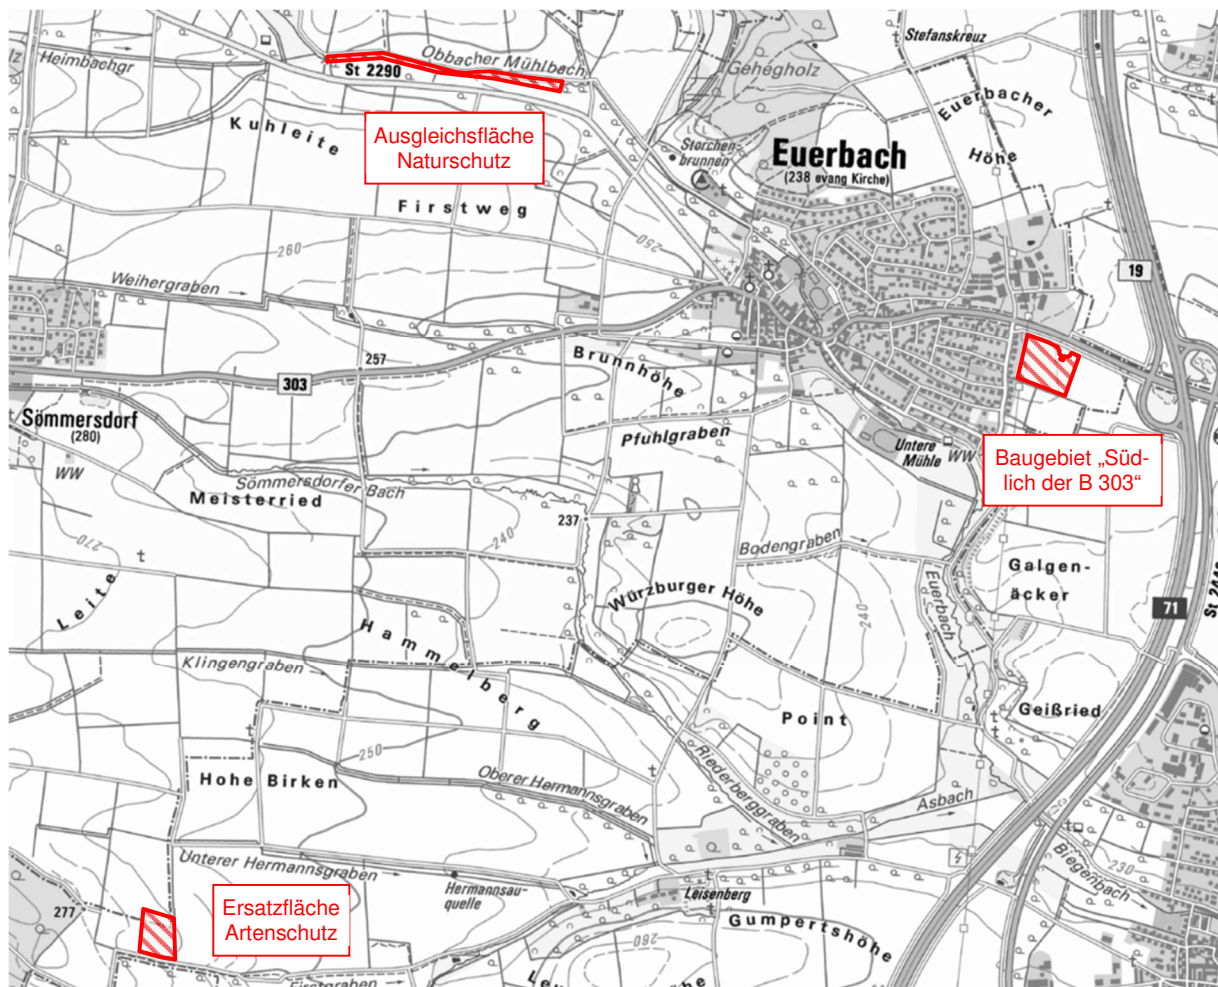 Stefanskreuz
Obbacher Mühlbach
Heimbachgr
St 2290
Gehegholz
Euerbacher
Höhe
Kuhleite
Ausgleichsfläche
Naturschutz
Storchen-
brunnen
Euerbach
(238 evang Kirche)
Firstweg
250
260
19
Weihergraben
257
303
Brunnhöhe
Sömmersdorf
(280)
WW
Pfuhlgraben
Untere
Mühle
WW
Baugebiet „Süd-
lich der B 303“
Sömmersdorfer Bach
Meisterried
237
240
270
Bodengraben
Galgen-
äcker
Leite
Würzburger Höhe
240
Euerbach
71
St 2446
Hammelberg
Klingengraben
Point
Geißried
250
Hohe Birken
Oberer Hermannsgraben
Riederberggraben
Asbach
Unterer Hermannsgraben
Hermannsau-
quelle
Leisenberg
Biegenbach
230
277
Ersatzfläche
Artenschutz
Gumpertshöhe
260
Firstgraben